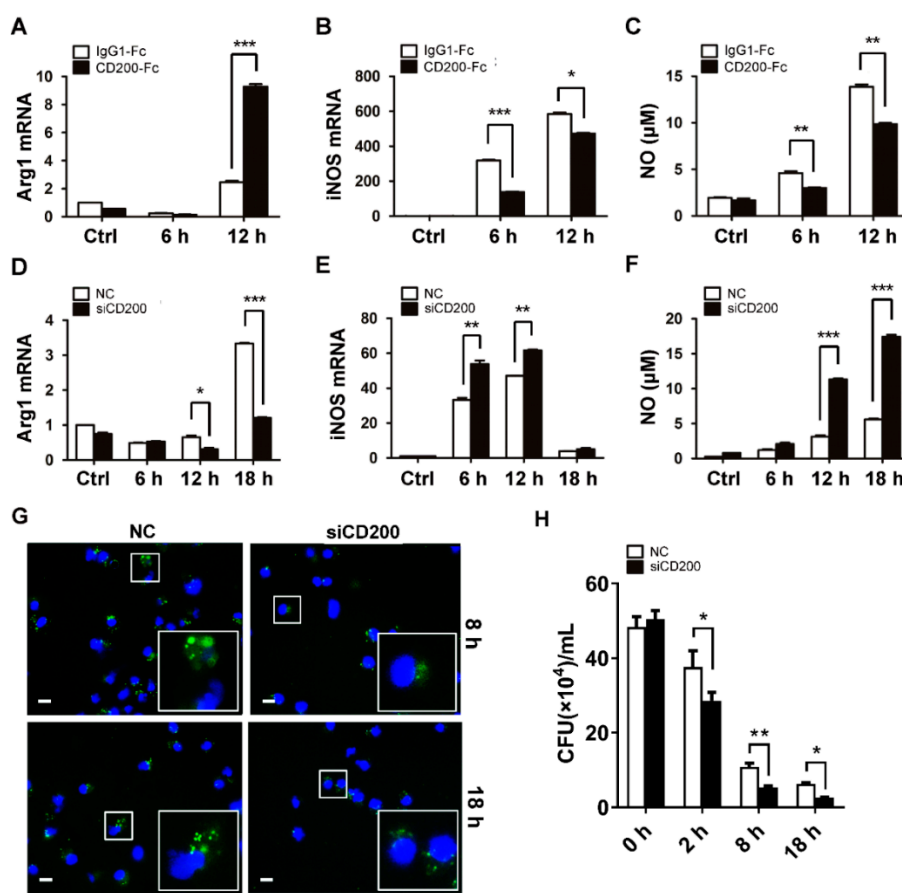 A
IgG1-Fc
CD200-Fc
***
Arg1 mRNA
10
8
6
4
2
0
Ctrl
6 h
12 h
B
IgG1-Fc
CD200-Fc
***
*
iNOS mRNA
800
600
400
200
0
Ctrl
6 h
12 h
C
IgG1-Fc
CD200-Fc
**
**
NO (µM)
15
10
5
0
Ctrl
6 h
12 h
D
NC
siCD200
*
***
Arg1 mRNA
4
3
2
1
0
Ctrl
6 h
12 h
18 h
E
NC
siCD200
**
**
iNOS mRNA
80
60
40
20
0
Ctrl
6 h
12 h
18 h
F
NC
siCD200
***
***
NO (µM)
20
15
10
5
0
Ctrl
6 h
12 h
18 h
G
NC
siCD200
8 h
18 h
H
NC
siCD200
*
**
*
CFU(×10⁴)/mL
60
40
20
0
0 h
2 h
8 h
18 h